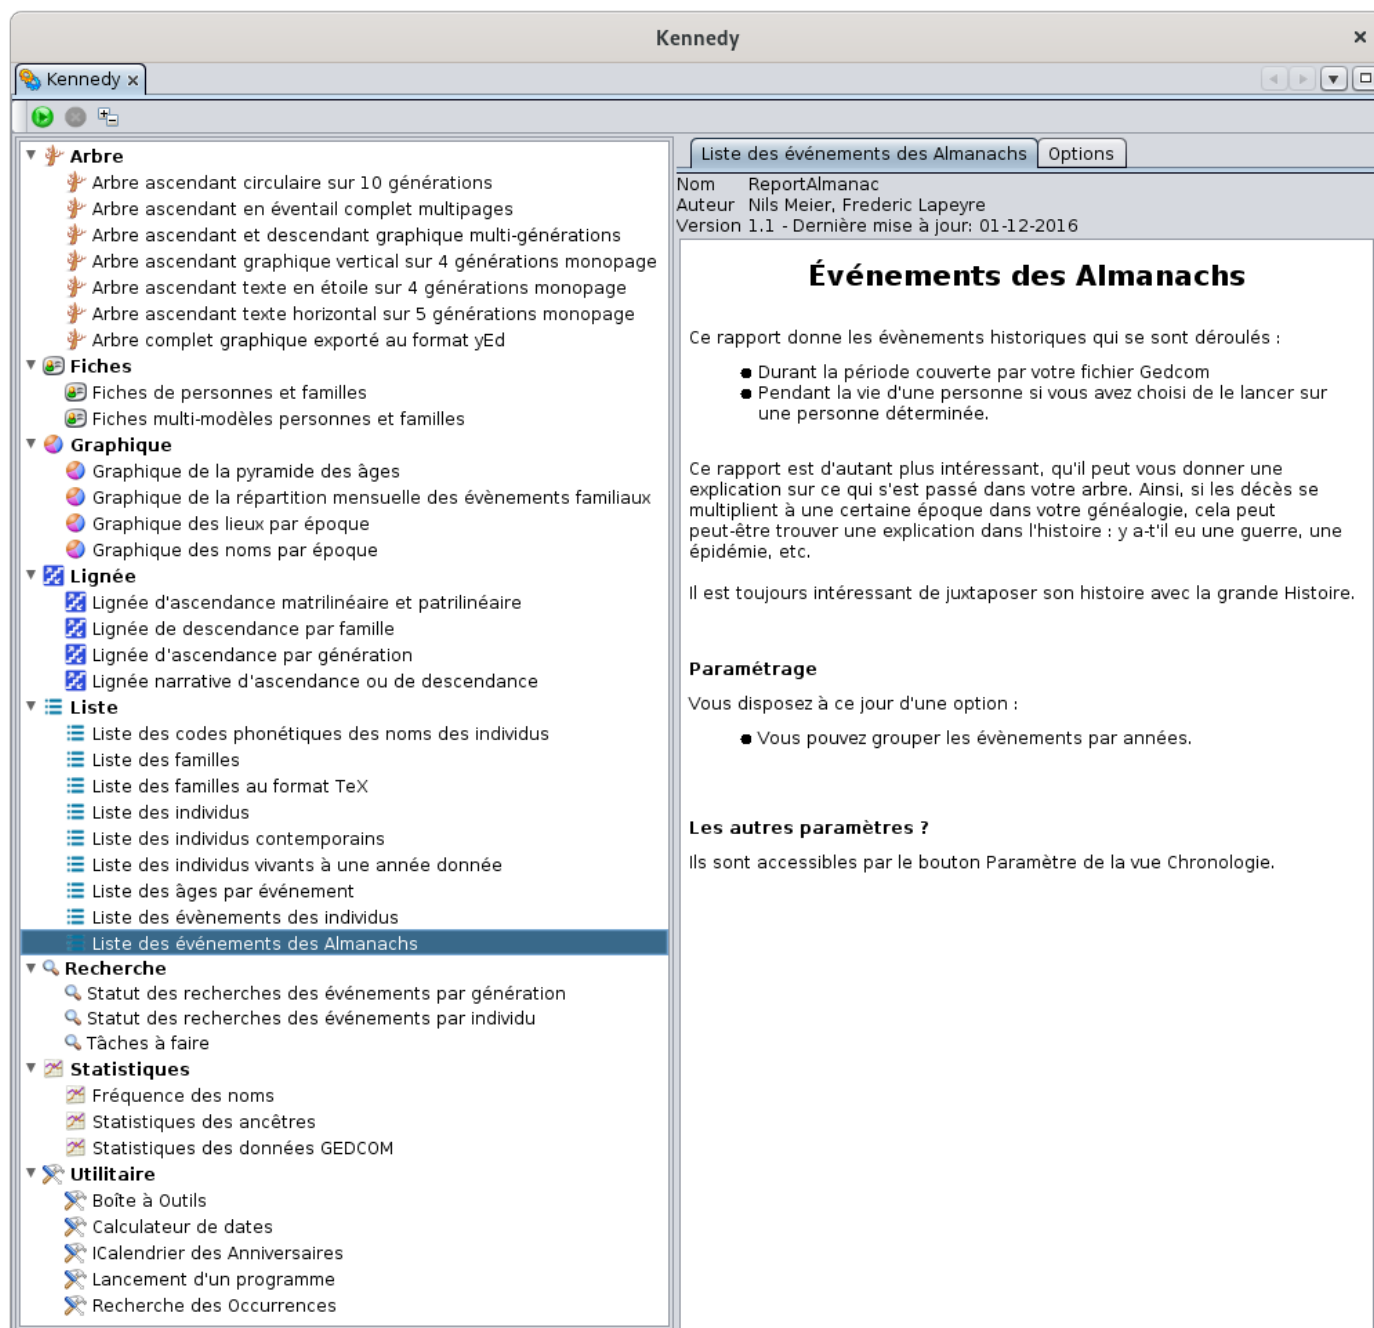 Kennedy
Kennedy
Arbre
Arbre ascendant circulaire sur 10 générations
Arbre ascendant en éventail complet multipages
Arbre ascendant et descendant graphique multi-générations
Arbre ascendant graphique vertical sur 4 générations monopage
Arbre ascendant texte en étoile sur 4 générations monopage
Arbre ascendant texte horizontal sur 5 générations monopage
Arbre complet graphique exporté au format yEd
Fiches
Fiches de personnes et familles
Fiches multi-modèles personnes et familles
Graphique
Graphique de la pyramide des âges
Graphique de la répartition mensuelle des évènements familiaux
Graphique des lieux par époque
Graphique des noms par époque
Lignée
Lignée d'ascendance matrilinéaire et patrilinéaire
Lignée de descendance par famille
Lignée d'ascendance par génération
Lignée narrative d'ascendance ou de descendance
Liste
Liste des codes phonétiques des noms des individus
Liste des familles
Liste des familles au format TeX
Liste des individus
Liste des individus contemporains
Liste des individus vivants à une année donnée
Liste des âges par événement
Liste des évènements des individus
Liste des événements des Almanachs
Recherche
Statut des recherches des événements par génération
Statut des recherches des événements par individu
Tâches à faire
Statistiques
Fréquence des noms
Statistiques des ancêtres
Statistiques des données GEDCOM
Utilitaire
Boîte à Outils
Calculateur de dates
ICalendrier des Anniversaires
Lancement d'un programme
Recherche des Occurrences
Liste des événements des Almanachs
Options
Nom ReportAlmanac
Auteur Nils Meier, Frederic Lapeyre
Version 1.1 - Dernière mise à jour: 01-12-2016
Événements des Almanachs
Ce rapport donne les évènements historiques qui se sont déroulés :
● Durant la période couverte par votre fichier Gedcom
● Pendant la vie d'une personne si vous avez choisi de le lancer sur
une personne déterminée.
Ce rapport est d'autant plus intéressant, qu'il peut vous donner une
explication sur ce qui s'est passé dans votre arbre. Ainsi, si les décès se
multiplient à une certaine époque dans votre généalogie, cela peut
peut-être trouver une explication dans l'histoire : y a-t'il eu une guerre, une
épidémie, etc.
Il est toujours intéressant de juxtaposer son histoire avec la grande Histoire.
Paramétrage
Vous disposez à ce jour d'une option :
● Vous pouvez grouper les évènements par années.
Les autres paramètres ?
Ils sont accessibles par le bouton Paramètre de la vue Chronologie.